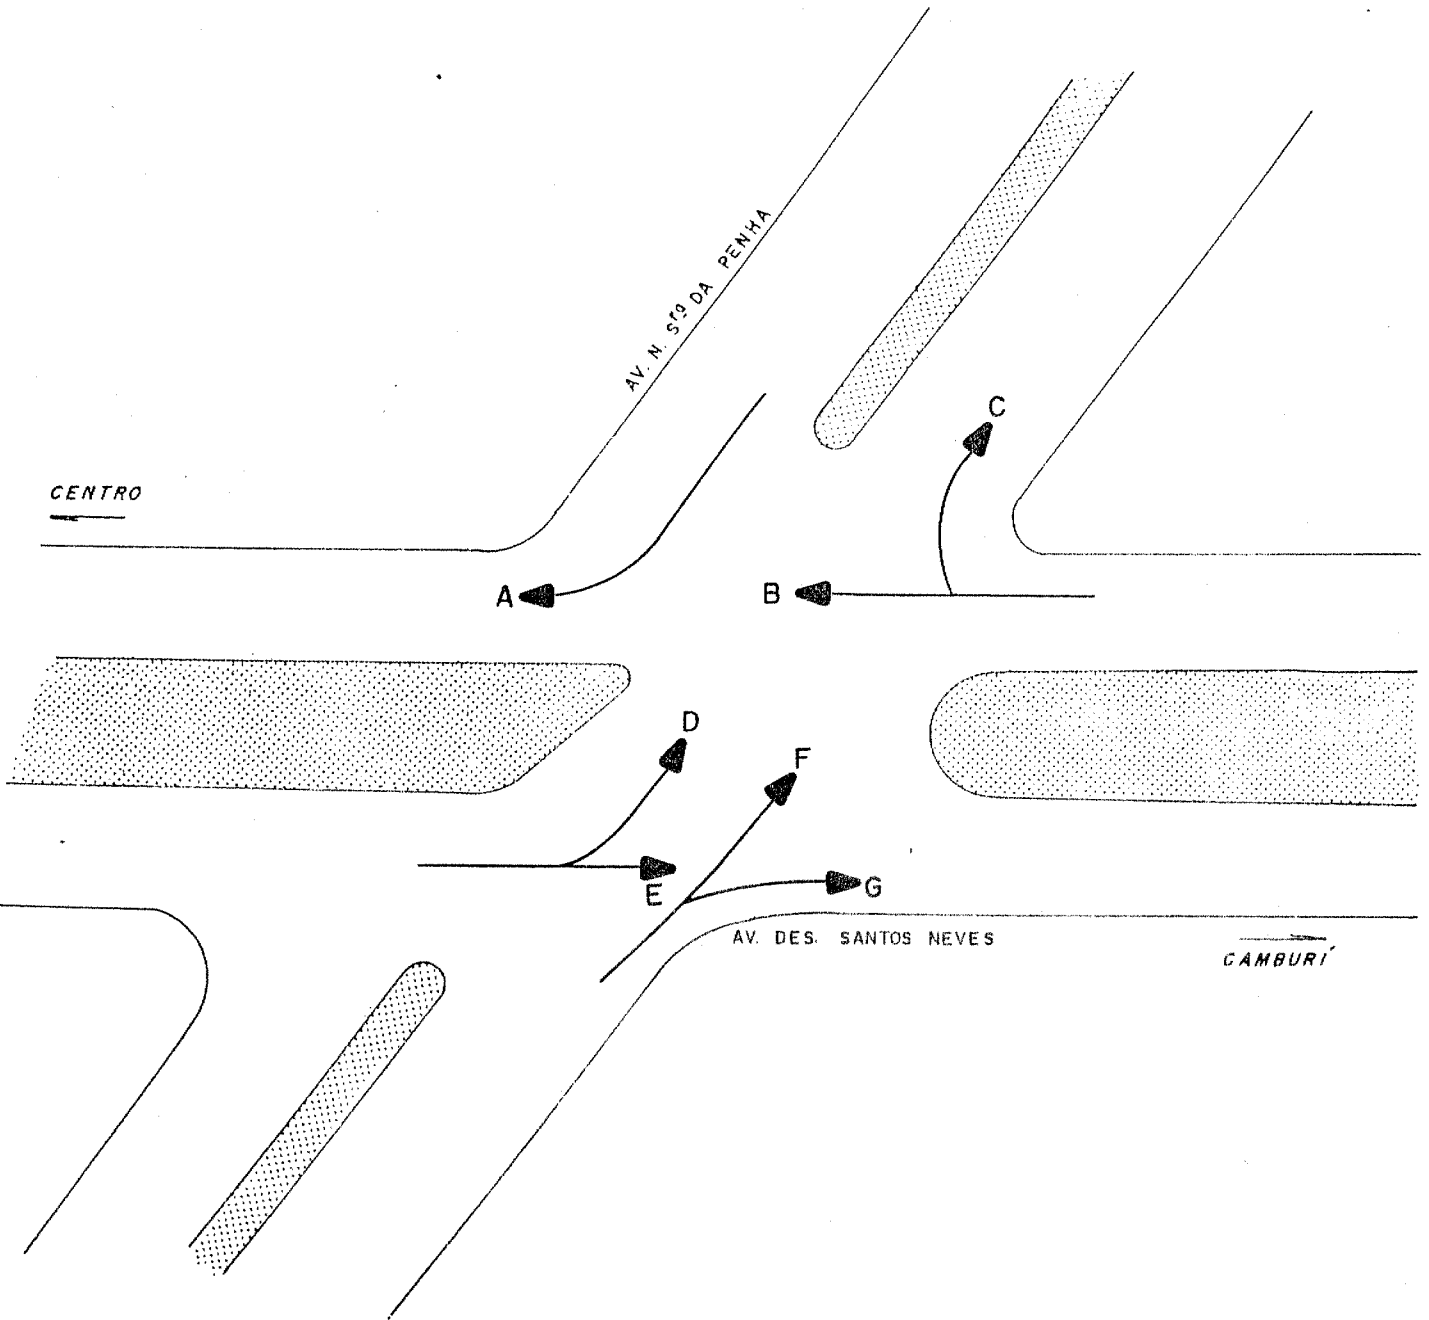 AV. N. Sra DA PENHA
C
CENTRO
A
B
D
F
E
G
AV. DES. SANTOS NEVES
CAMBURÍ